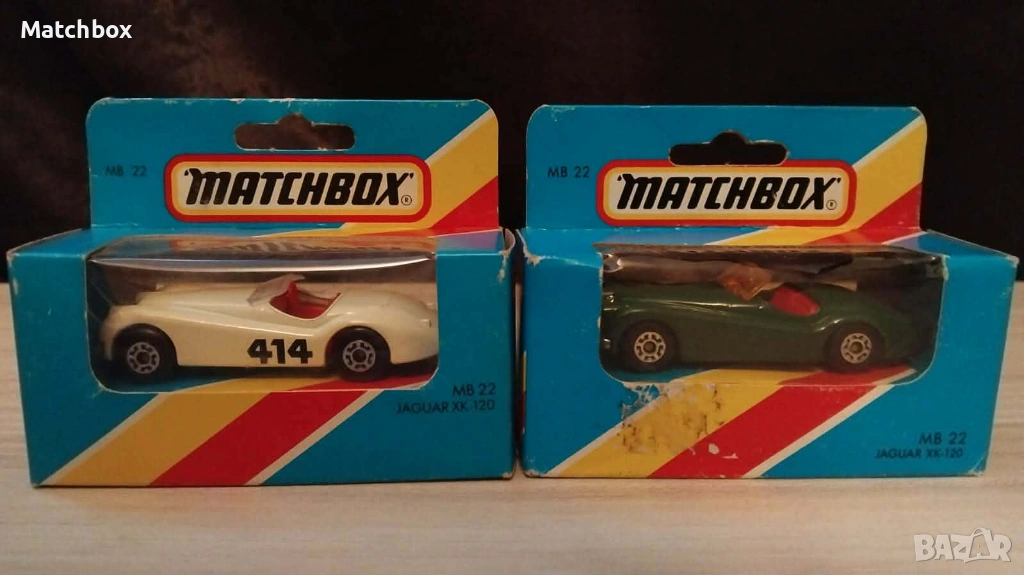 Matchbox
MB 22
MATCHBOX®
414
MB 22
JAGUAR XK-120
MB 22
MATCHBOX®
MB 22
JAGUAR XK-120
BAZAR